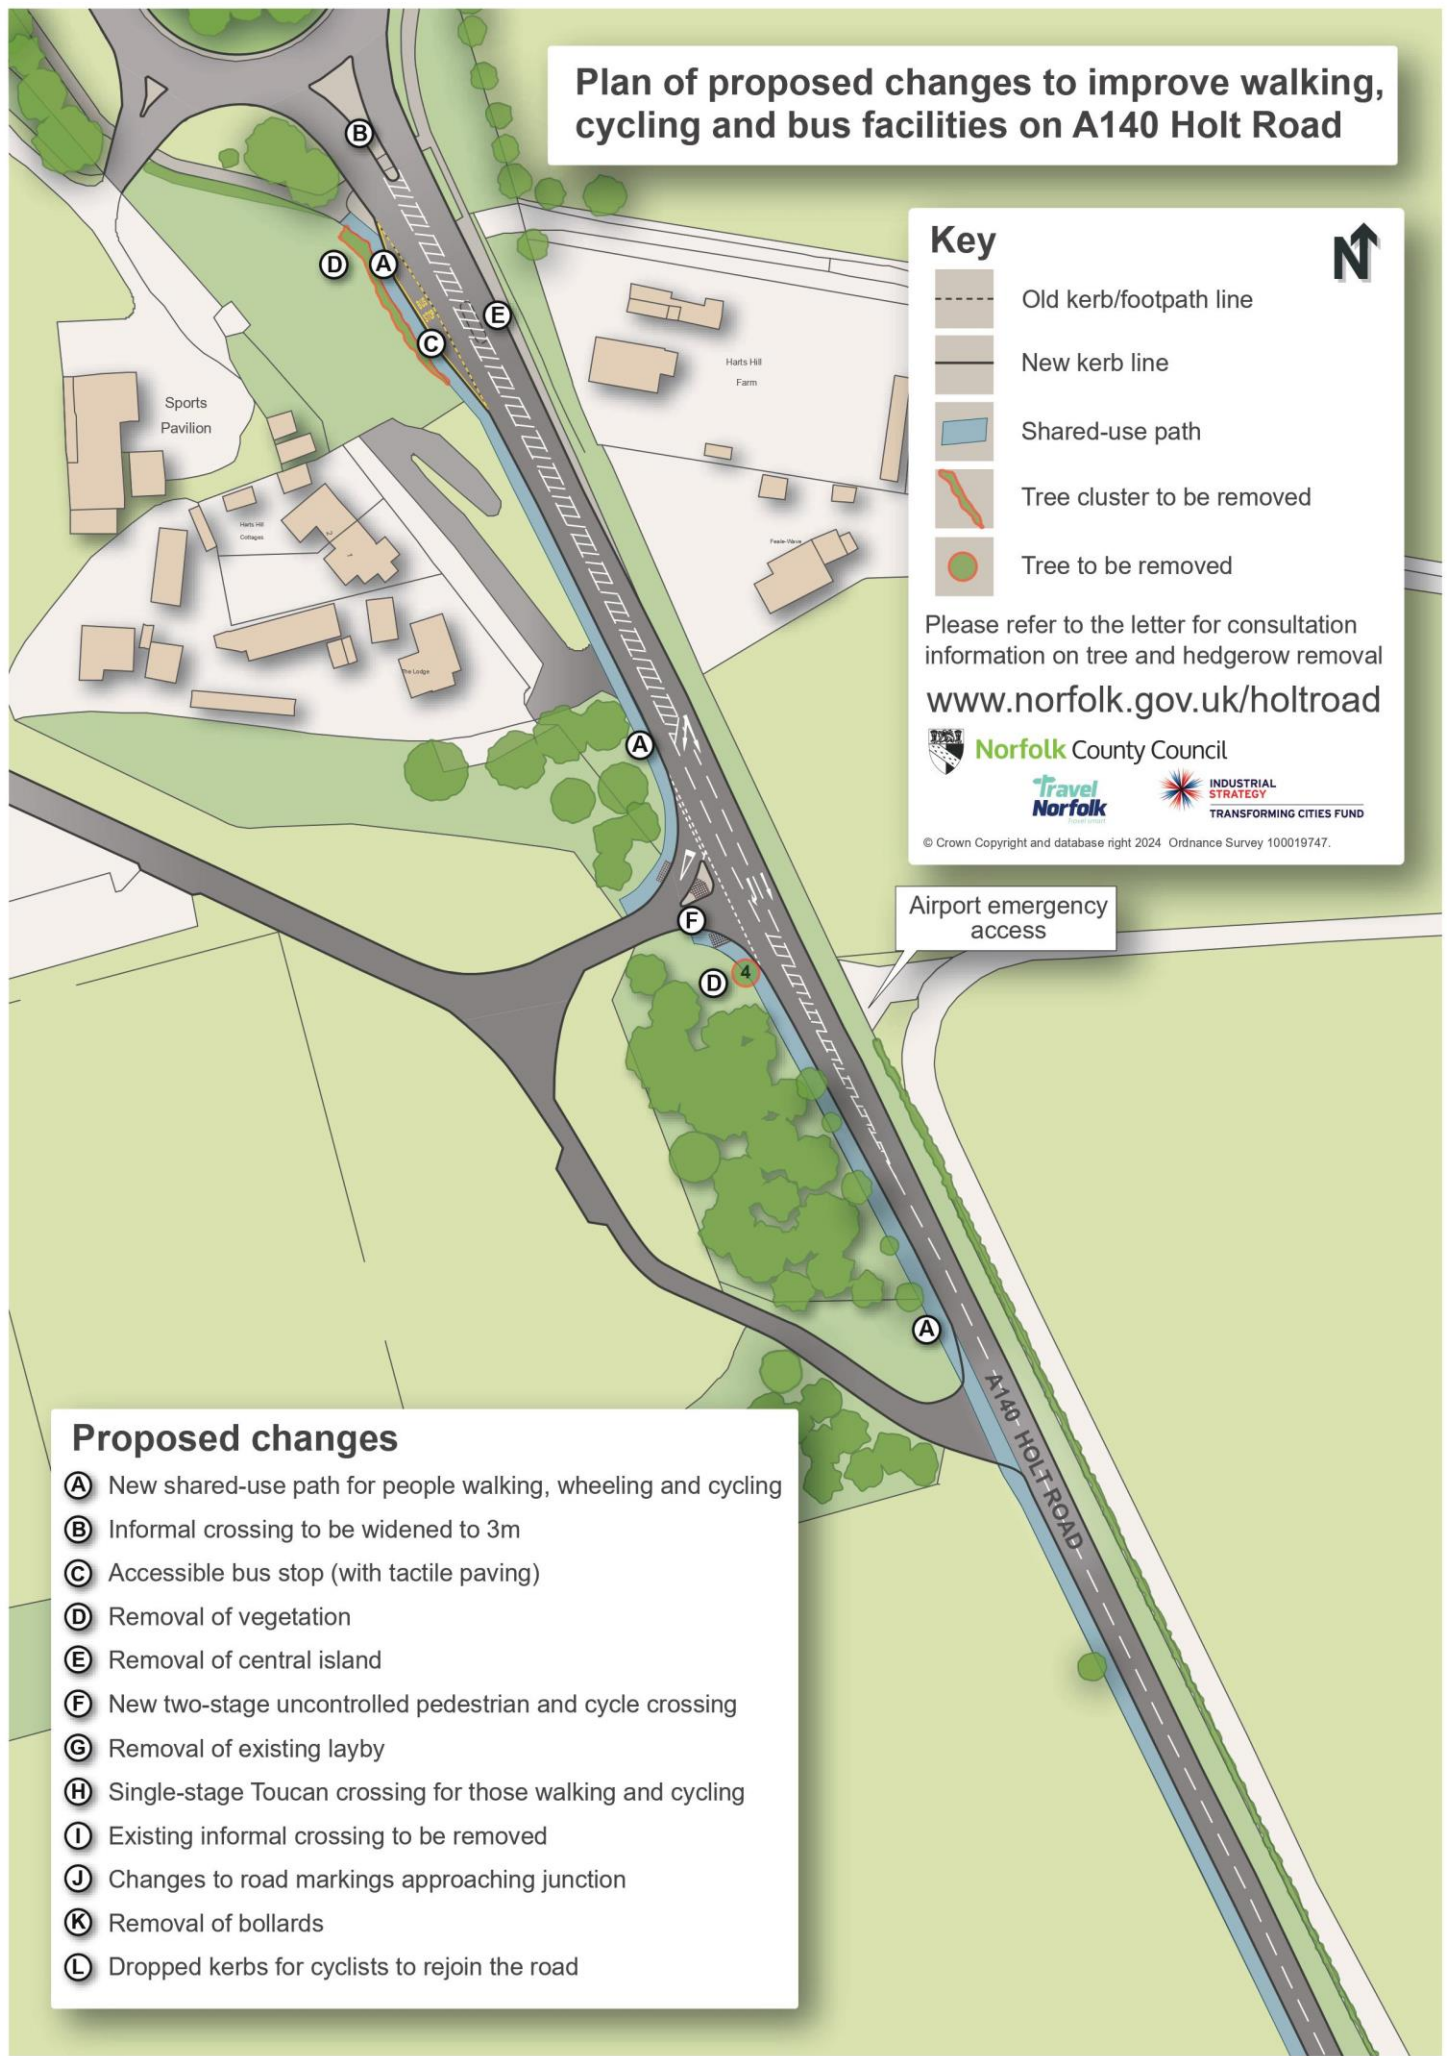 Plan of proposed changes to improve walking,
cycling and bus facilities on A140 Holt Road
Key
N
Old kerb/footpath line
New kerb line
Shared-use path
Tree cluster to be removed
Tree to be removed
Please refer to the letter for consultation
information on tree and hedgerow removal
www.norfolk.gov.uk/holtroad
Norfolk County Council
Travel
Norfolk
INDUSTRIAL
STRATEGY
TRANSFORMING CITIES FUND
© Crown Copyright and database right 2024 Ordnance Survey 100019747.
B
D
A
E
C
Harts Hill
Farm
Sports
Pavilion
Harts Hill
Cottages
2
1
The Lodge
A
F
D
4
Airport emergency
access
A
A140 HOLT ROAD
Proposed changes
A New shared-use path for people walking, wheeling and cycling
B Informal crossing to be widened to 3m
C Accessible bus stop (with tactile paving)
D Removal of vegetation
E Removal of central island
F New two-stage uncontrolled pedestrian and cycle crossing
G Removal of existing layby
H Single-stage Toucan crossing for those walking and cycling
I Existing informal crossing to be removed
J Changes to road markings approaching junction
K Removal of bollards
L Dropped kerbs for cyclists to rejoin the road